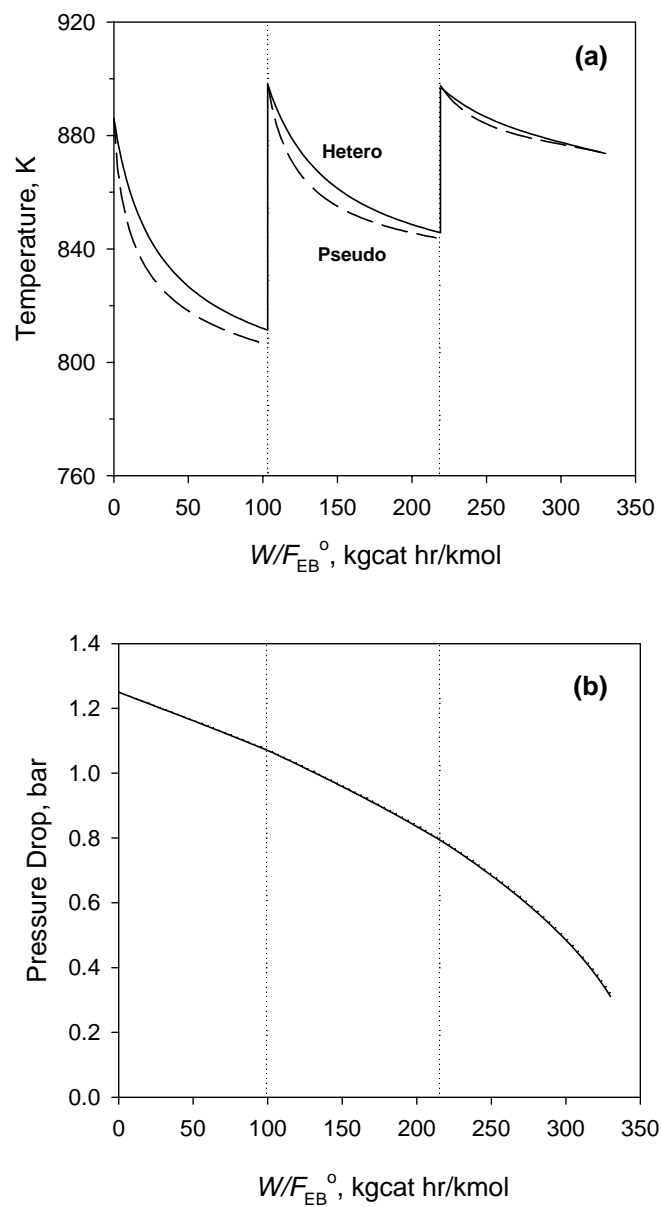 920
(a)
880
Hetero
840
Pseudo
800
760
Temperature, K
0 50 100 150 200 250 300 350
W/F_EB^o, kgcat hr/kmol
1.4
(b)
1.2
1.0
0.8
0.6
0.4
0.2
0.0
Pressure Drop, bar
0 50 100 150 200 250 300 350
W/F_EB^o, kgcat hr/kmol